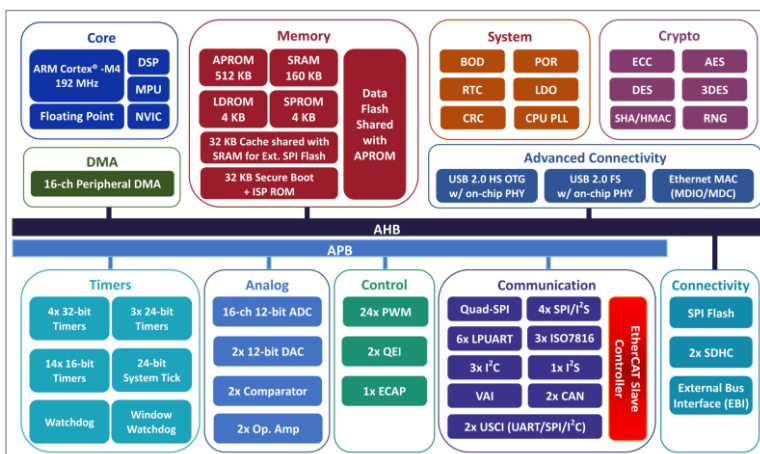 Core
ARM Cortex® -M4
192 MHz
DSP
MPU
Floating Point
NVIC
Memory
APROM
512 KB
SRAM
160 KB
LDROM
4 KB
SPROM
4 KB
32 KB Cache shared with
SRAM for Ext. SPI Flash
32 KB Secure Boot
+ ISP ROM
Data
Flash
Shared
with
APROM
System
BOD
POR
RTC
LDO
CRC
CPU PLL
Crypto
ECC
AES
DES
3DES
SHA/HMAC
RNG
DMA
16-ch Peripheral DMA
Advanced Connectivity
USB 2.0 HS OTG
w/ on-chip PHY
USB 2.0 FS
w/ on-chip PHY
Ethernet MAC
(MDIO/MDC)
AHB
APB
Timers
4x 32-bit
Timers
3x 24-bit
Timers
14x 16-bit
Timers
24-bit
System Tick
Watchdog
Window
Watchdog
Analog
16-ch 12-bit ADC
2x 12-bit DAC
2x Comparator
2x Op. Amp
Control
24x PWM
2x QEI
1x ECAP
Communication
Quad-SPI
4x SPI/I²S
6x LPUART
3x ISO7816
3x I²C
1x I²S
VAI
2x CAN
2x USCI (UART/SPI/I²C)
EtherCAT Slave
Controller
Connectivity
SPI Flash
2x SDHC
External Bus
Interface (EBI)